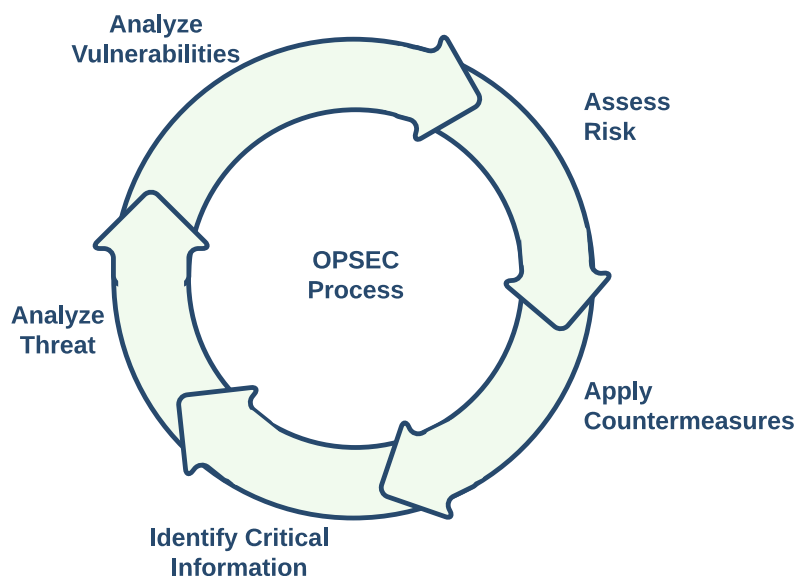 Analyze
Vulnerabilities
Assess
Risk
OPSEC
Process
Analyze
Threat
Apply
Countermeasures
Identify Critical
Information